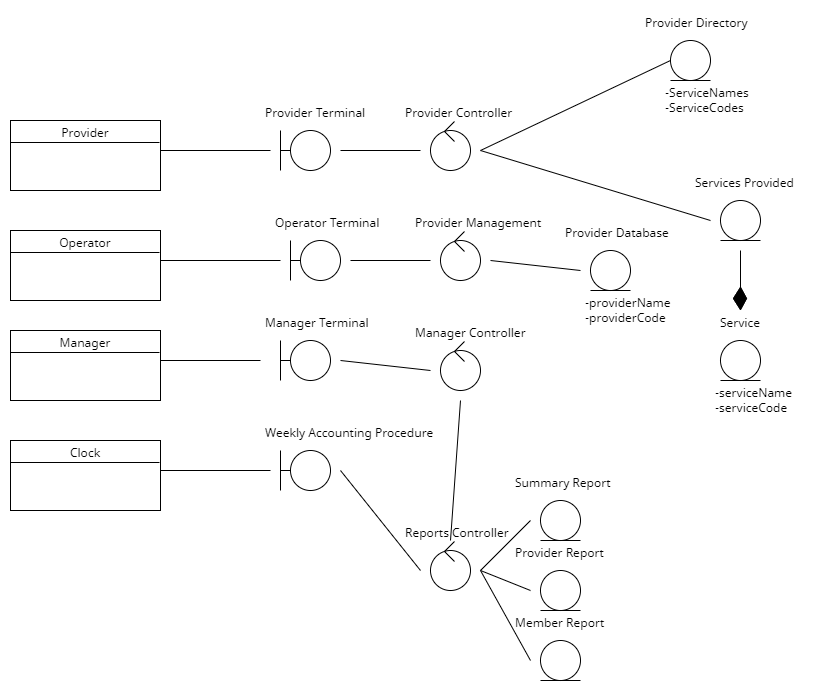 Provider Directory
-ServiceNames
-ServiceCodes
Provider Terminal
Provider Controller
Provider
Services Provided
Operator Terminal
Provider Management
Provider Database
Operator
-providerName
-providerCode
Manager Terminal
Manager Controller
Service
Manager
-serviceName
-serviceCode
Weekly Accounting Procedure
Clock
Summary Report
Reports Controller
Provider Report
Member Report